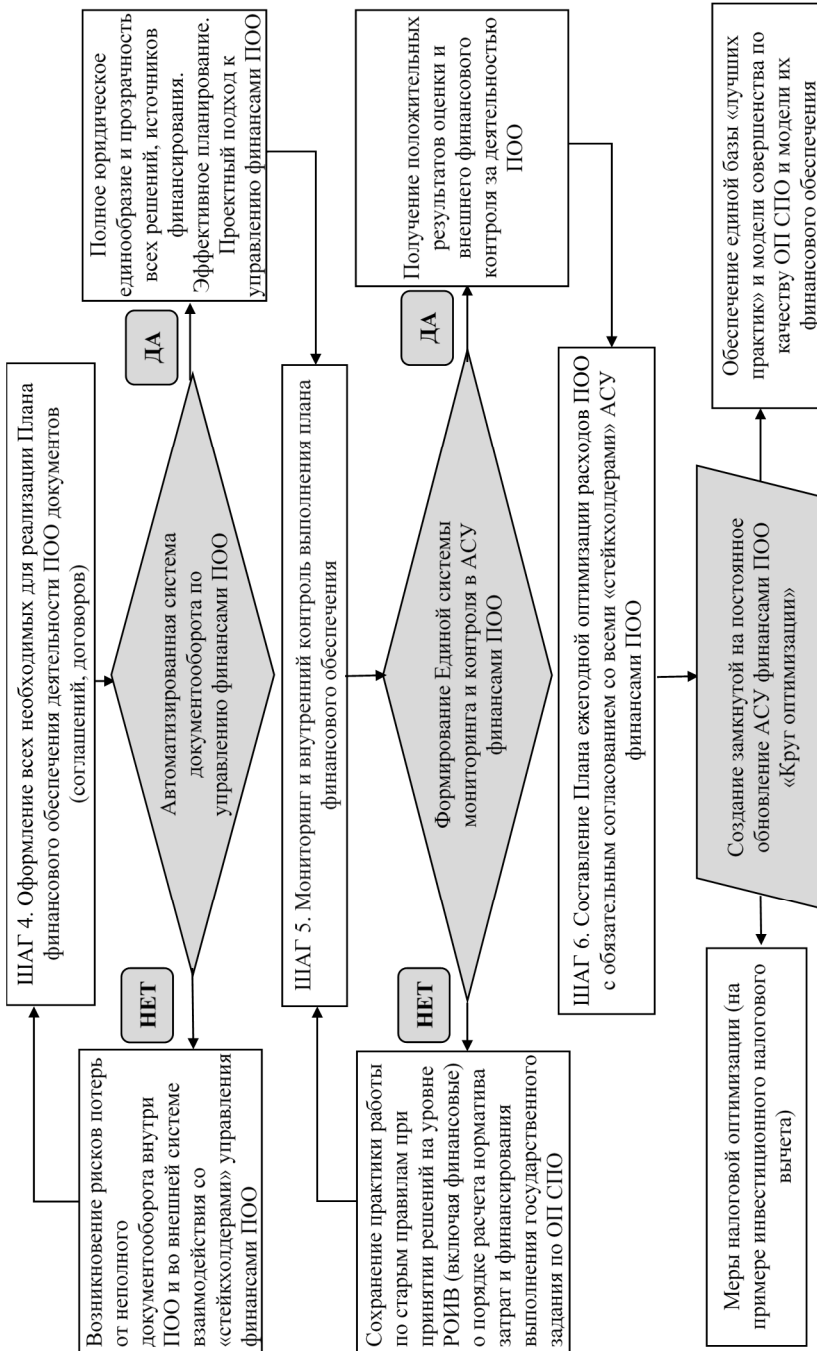 ШАГ 4. Оформление всех необходимых для реализации Плана
финансового обеспечения деятельности ПОО документов
(соглашений, договоров)
Возникновение рисков потерь
от неполного
документооборота внутри
ПОО и во внешней системе
взаимодействия со
«стейкхолдерами» управления
финансами ПОО
НЕТ
Автоматизированная система
документооборота по
управлению финансами ПОО
ДА
Полное юридическое
единообразие и прозрачность
всех решений, источников
финансирования.
Эффективное планирование.
Проектный подход к
управлению финансами ПОО
ШАГ 5. Мониторинг и внутренний контроль выполнения плана
финансового обеспечения
Сохранение практики работы
по старым правилам при
принятии решений на уровне
РОИВ (включая финансовые)
о порядке расчета норматива
затрат и финансирования
выполнения государственного
задания по ОП СПО
НЕТ
Формирование Единой системы
мониторинга и контроля в АСУ
финансами ПОО
ДА
Получение положительных
результатов оценки и
внешнего финансового
контроля за деятельностью
ПОО
ШАГ 6. Составление Плана ежегодной оптимизации расходов ПОО
с обязательным согласованием со всеми «стейкхолдерами» АСУ
финансами ПОО
Меры налоговой оптимизации (на
примере инвестиционного налогового
вычета)
Создание замкнутой на постоянное
обновление АСУ финансами ПОО
«Круг оптимизации»
Обеспечение единой базы «лучших
практик» и модели совершенства по
качеству ОП СПО и модели их
финансового обеспечения